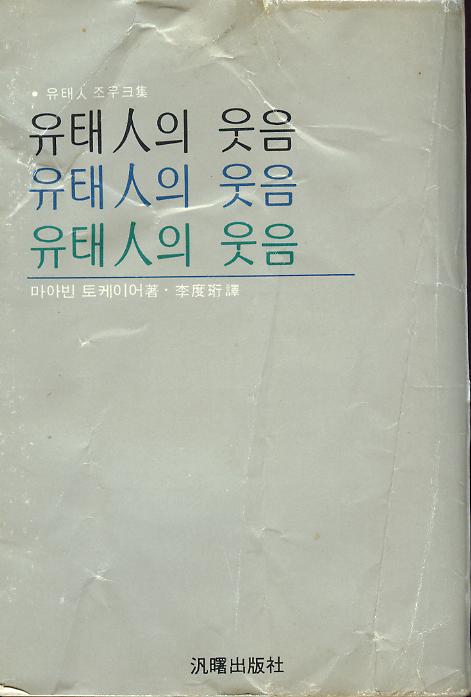 • 유태人 조우크集
유태人의 웃음
유태人의 웃음
유태人의 웃음
마아빈 토케이어著·李度珩譯
汎曙出版社